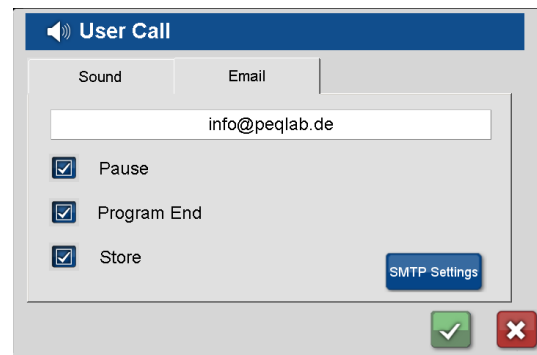 User Call
Sound Email
info@peqlab.de
Pause
Program End
Store
SMTP Settings